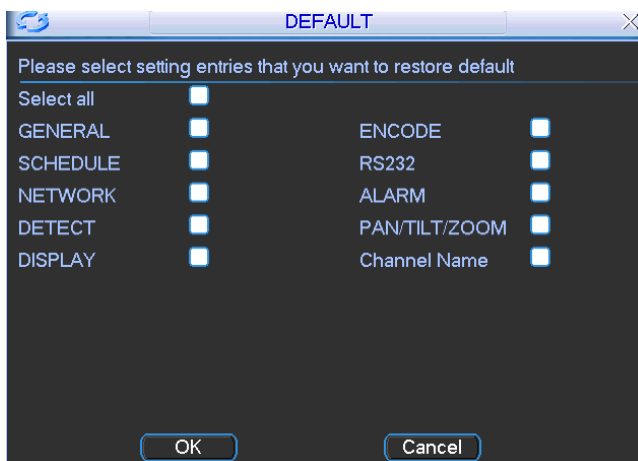 DEFAULT
Please select setting entries that you want to restore default
Select all
GENERAL ENCODE
SCHEDULE RS232
NETWORK ALARM
DETECT PAN/TILT/ZOOM
DISPLAY Channel Name
OK Cancel